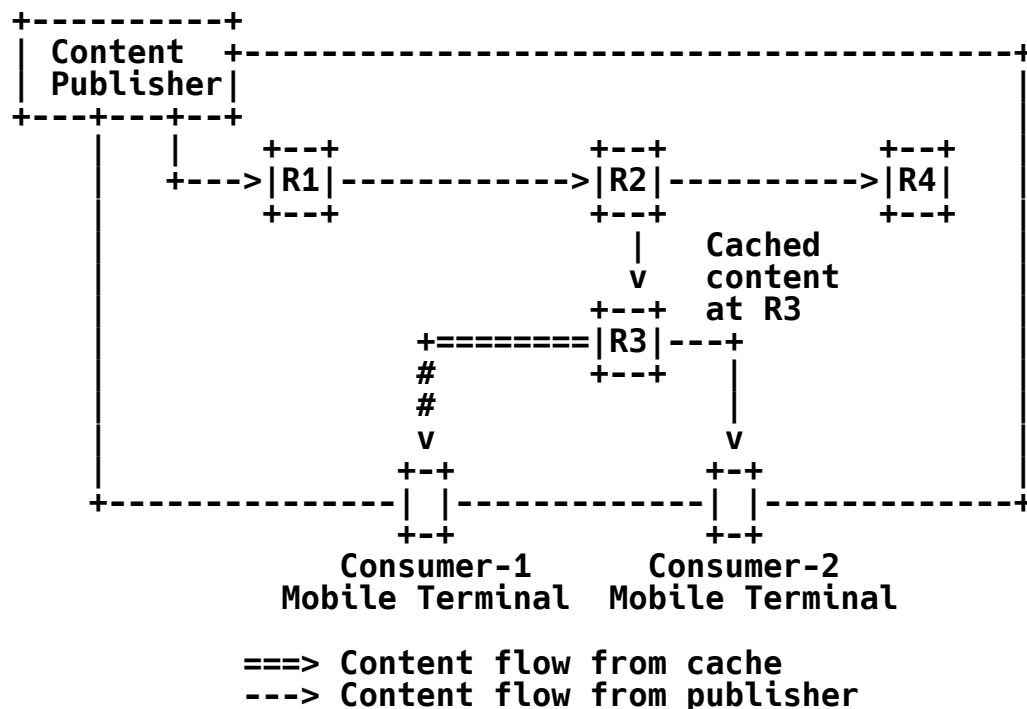 +-----------+
| Content   +----------------------------------------+
| Publisher|                                         |
+---+---+--+                                         |
    |   |    +--+             +--+           +--+    |
    |   +--->|R1|------------>|R2|---------->|R4|    |
    |        +--+             +--+           +--+    |
    |                           |   Cached           |
    |                           v   content          |
    |                         +--+  at R3            |
    |                +========|R3|---+               |
    |                #        +--+   |               |
    |                #               |               |
    |                v               v               |
    |               +-+             +-+              |
    +---------------| |-------------| |-------------+
                    +-+             +-+
                 Consumer-1      Consumer-2
              Mobile Terminal  Mobile Terminal
            ===> Content flow from cache
            ---> Content flow from publisher